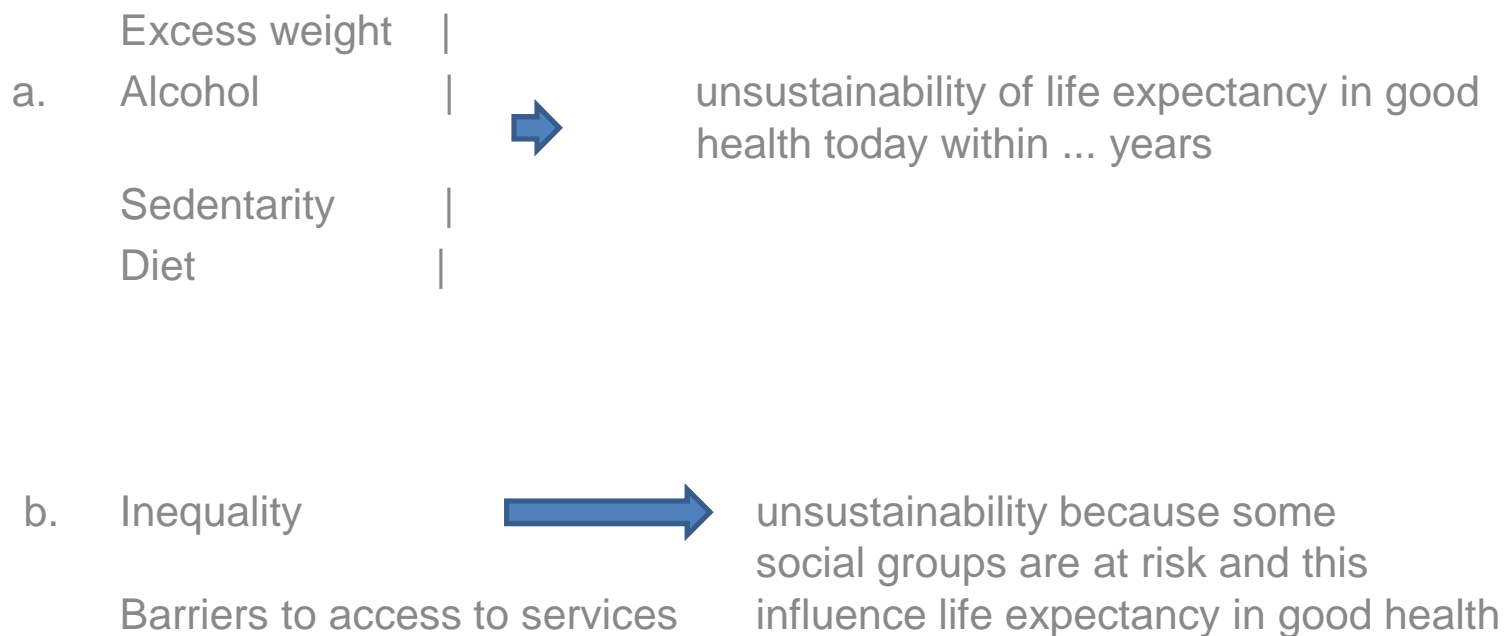 Excess weight |
a. Alcohol | unsustainability of life expectancy in good
health today within ... years
Sedentarity |
Diet |
b. Inequality unsustainability because some
social groups are at risk and this
Barriers to access to services influence life expectancy in good health